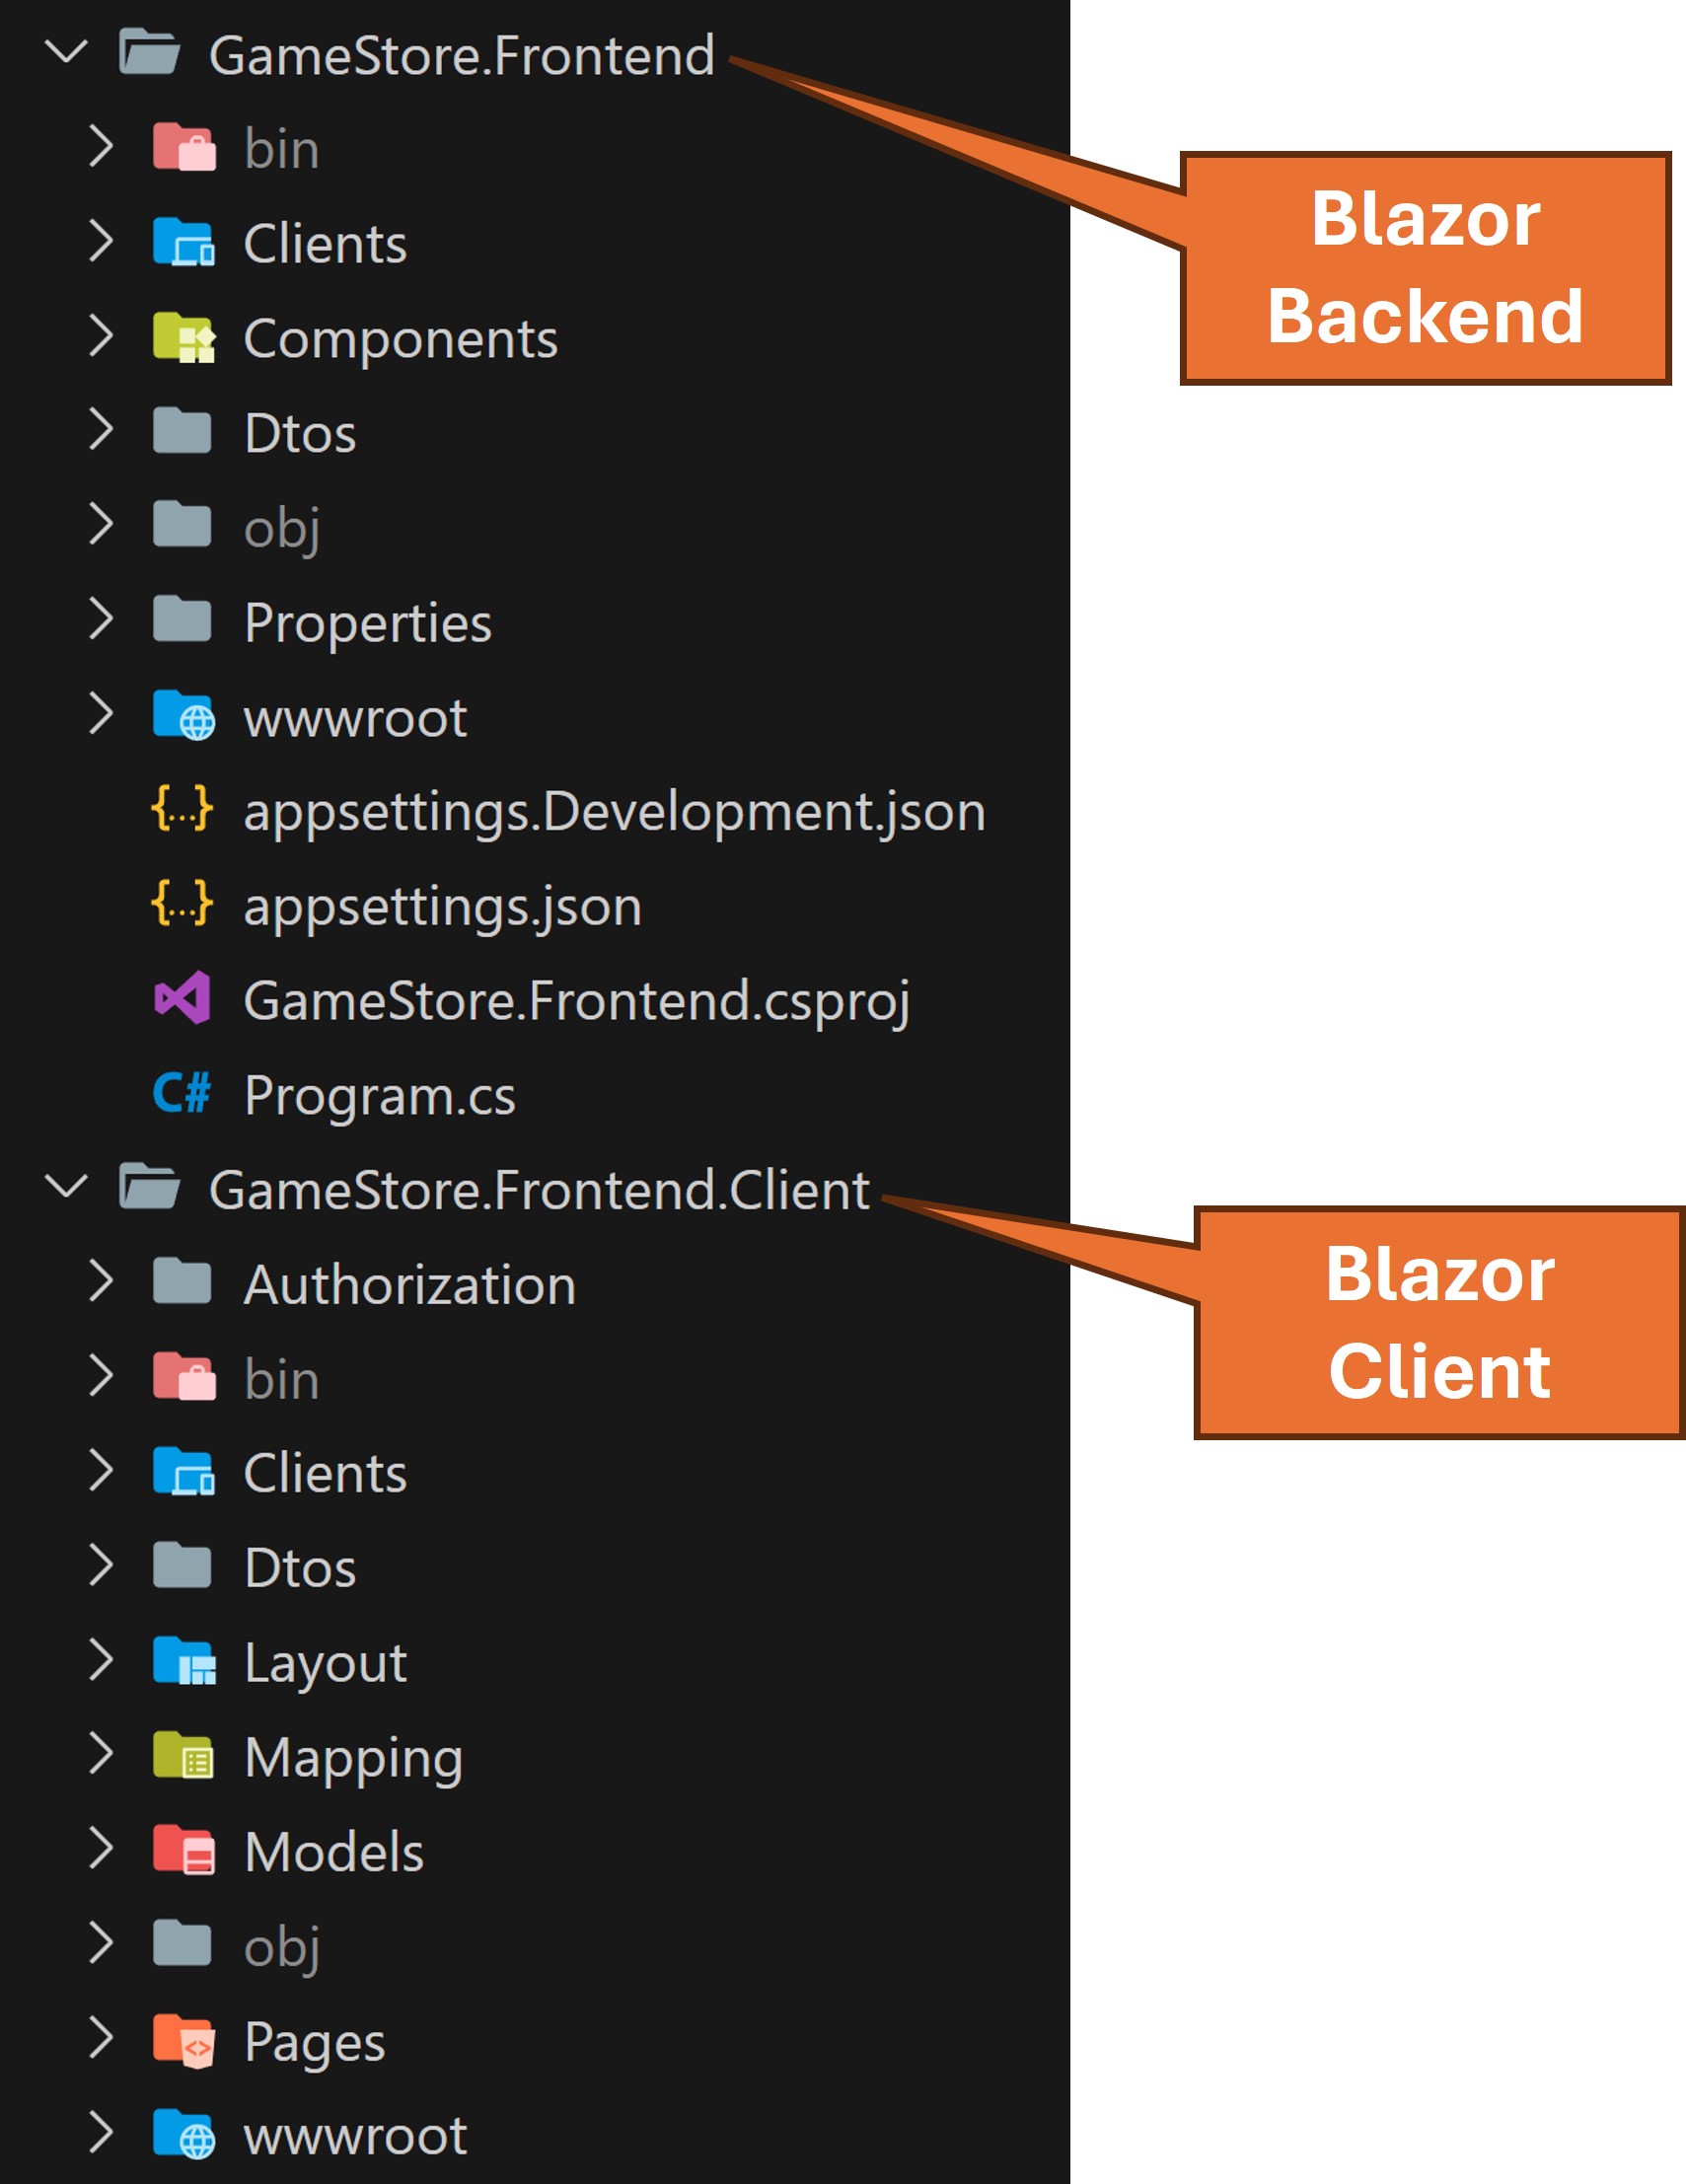 GameStore.Frontend
bin
Clients
Components
Dtos
obj
Properties
wwwroot
{...} appsettings.Development.json
{...} appsettings.json
GameStore.Frontend.csproj
C# Program.cs
GameStore.Frontend.Client
Authorization
bin
Clients
Dtos
Layout
Mapping
Models
obj
Pages
wwwroot
Blazor
Backend
Blazor
Client